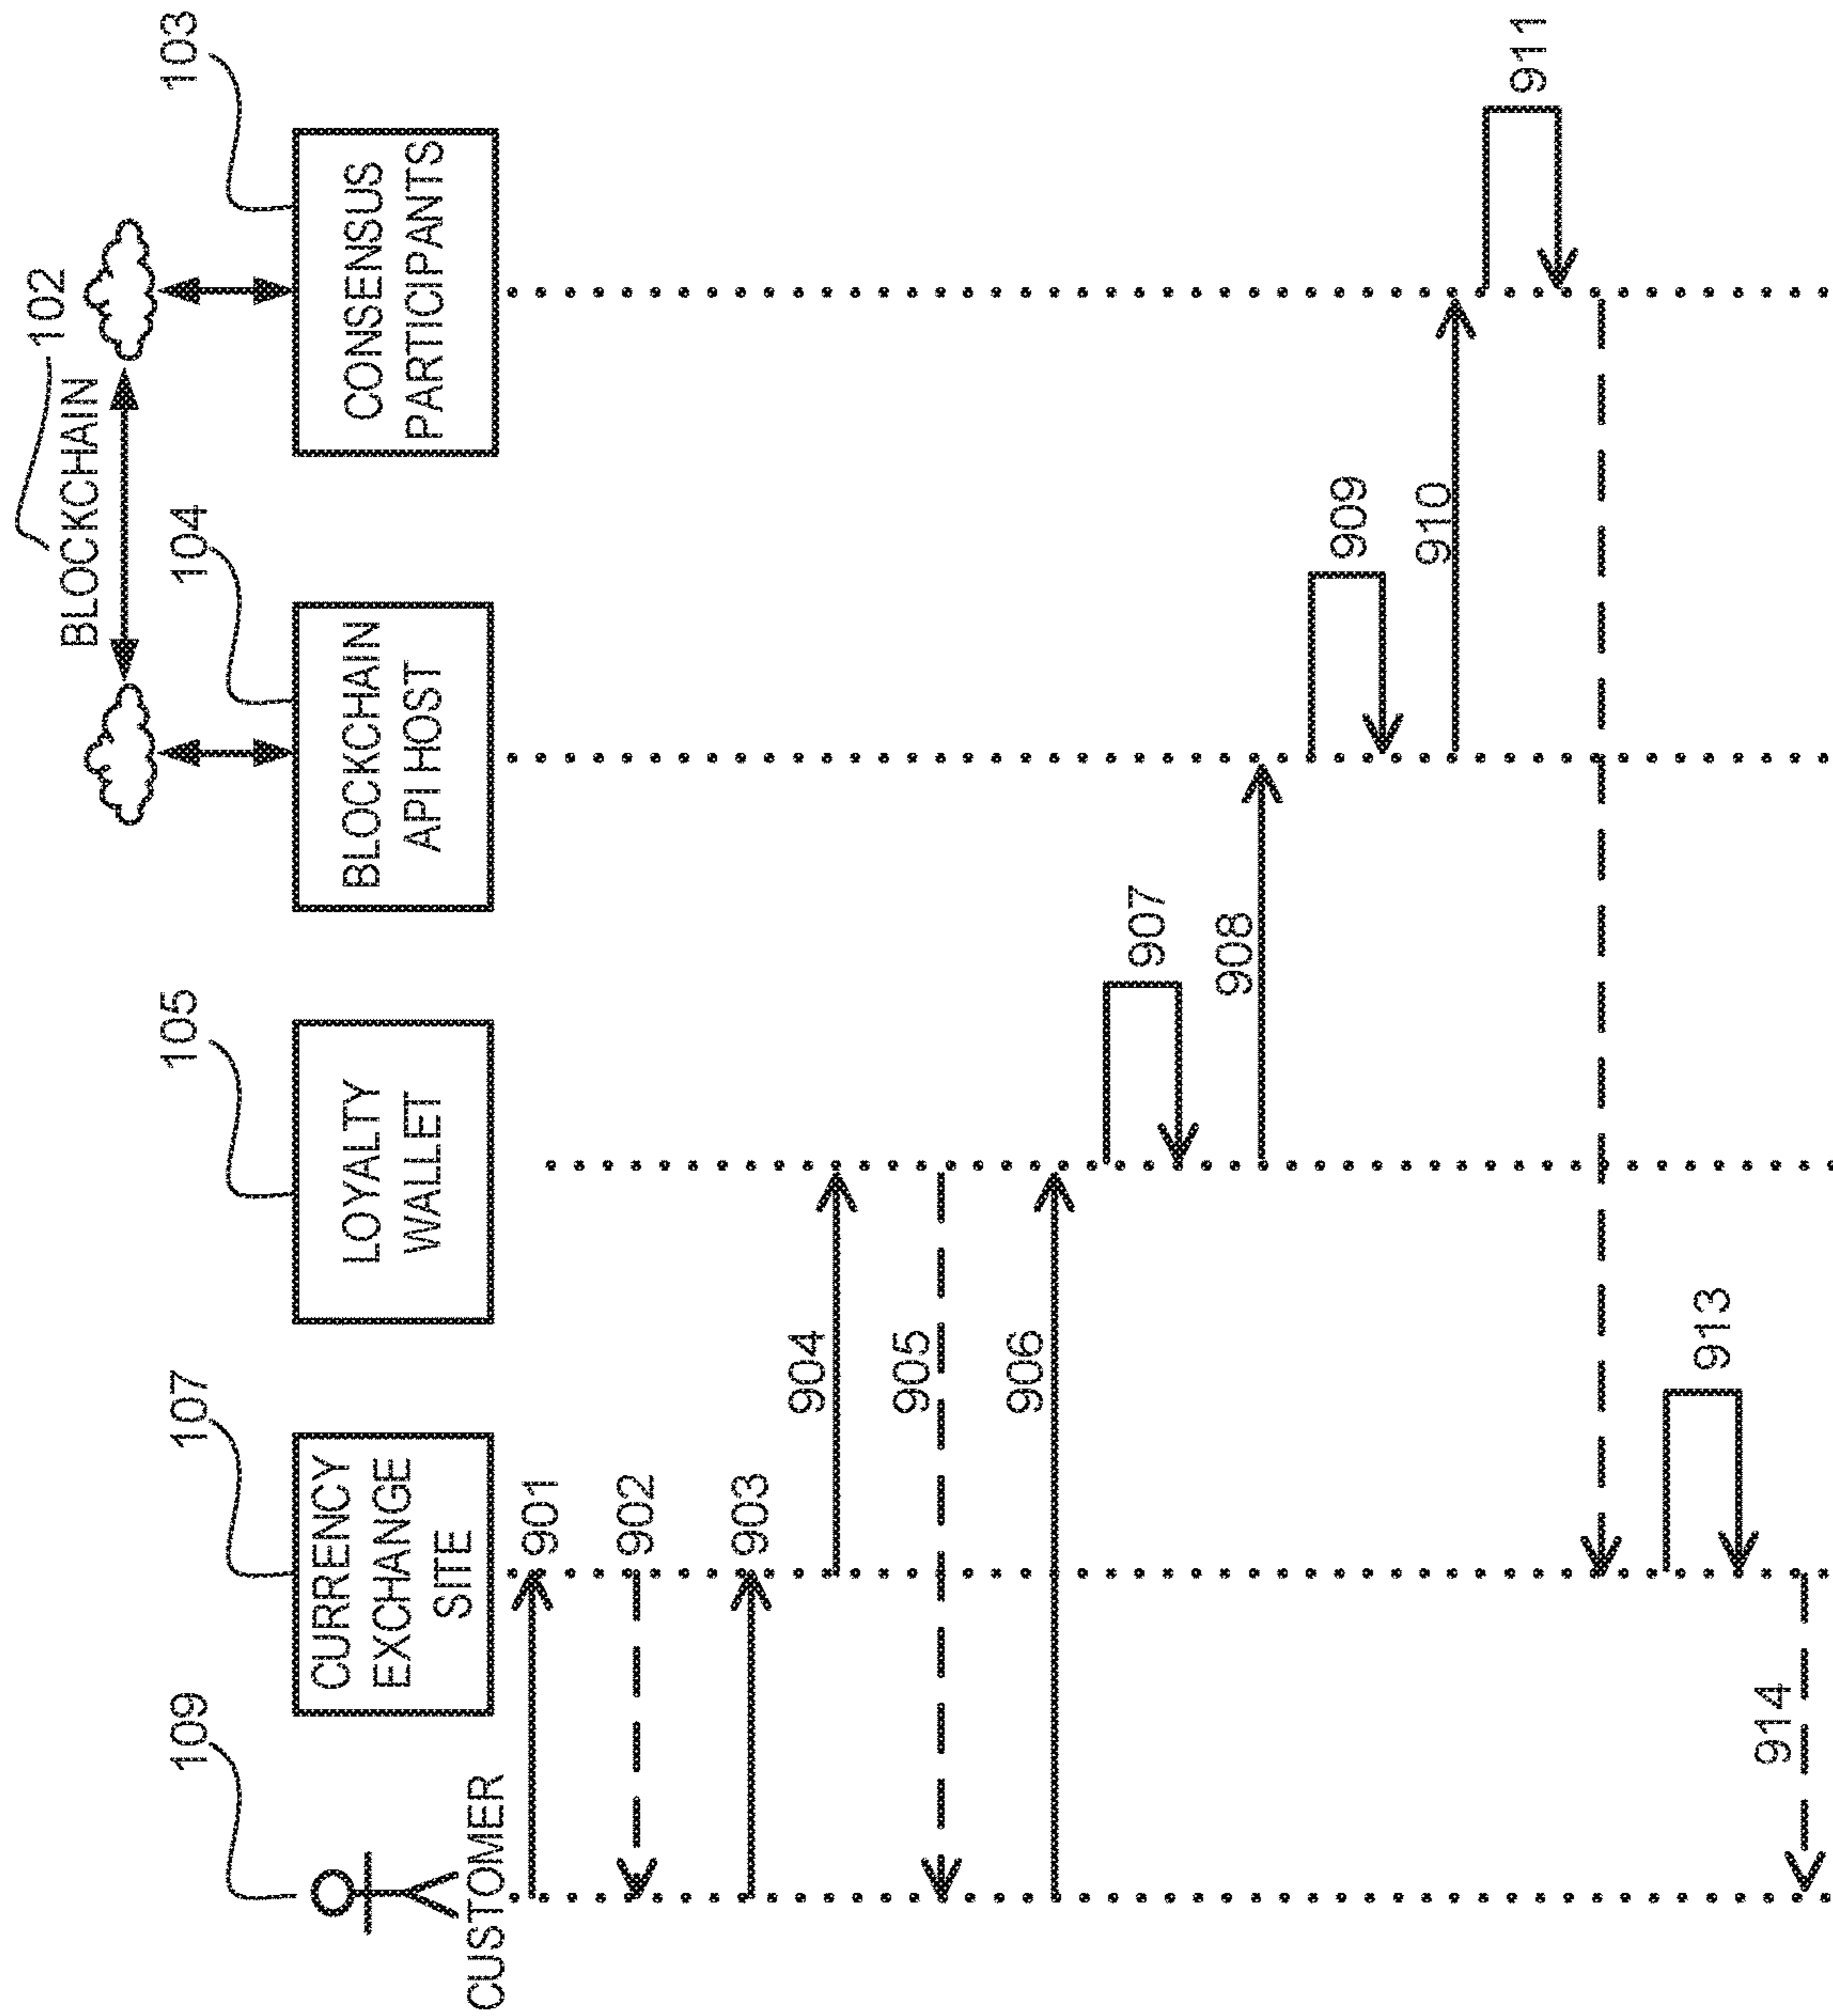 BLOCKCHAIN
102
109
107
105
104
103
CUSTOMER
CURRENCY
EXCHANGE
SITE
LOYALTY
WALLET
BLOCKCHAIN
API HOST
CONSENSUS
PARTICIPANTS
901
902
903
904
905
906
907
908
909
910
911
913
914